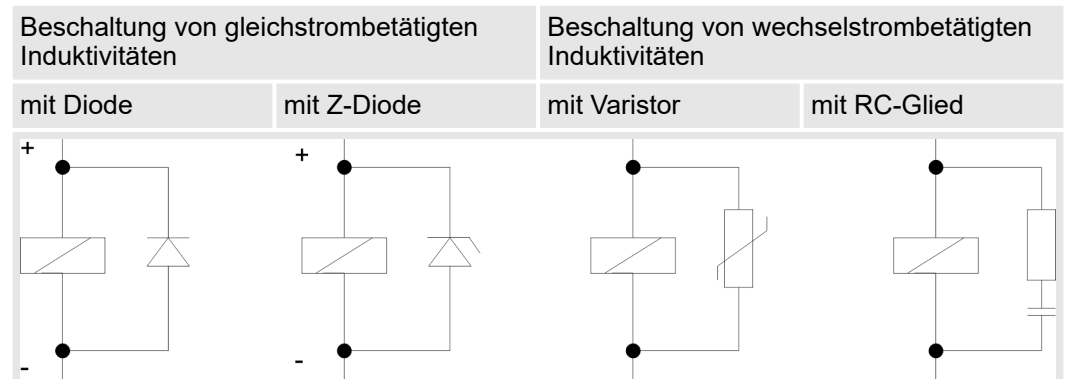 Beschaltung von gleichstrombetätigten
Induktivitäten
Beschaltung von wechselstrombetätigten
Induktivitäten
mit Diode
mit Z-Diode
mit Varistor
mit RC-Glied
+
+
-
-